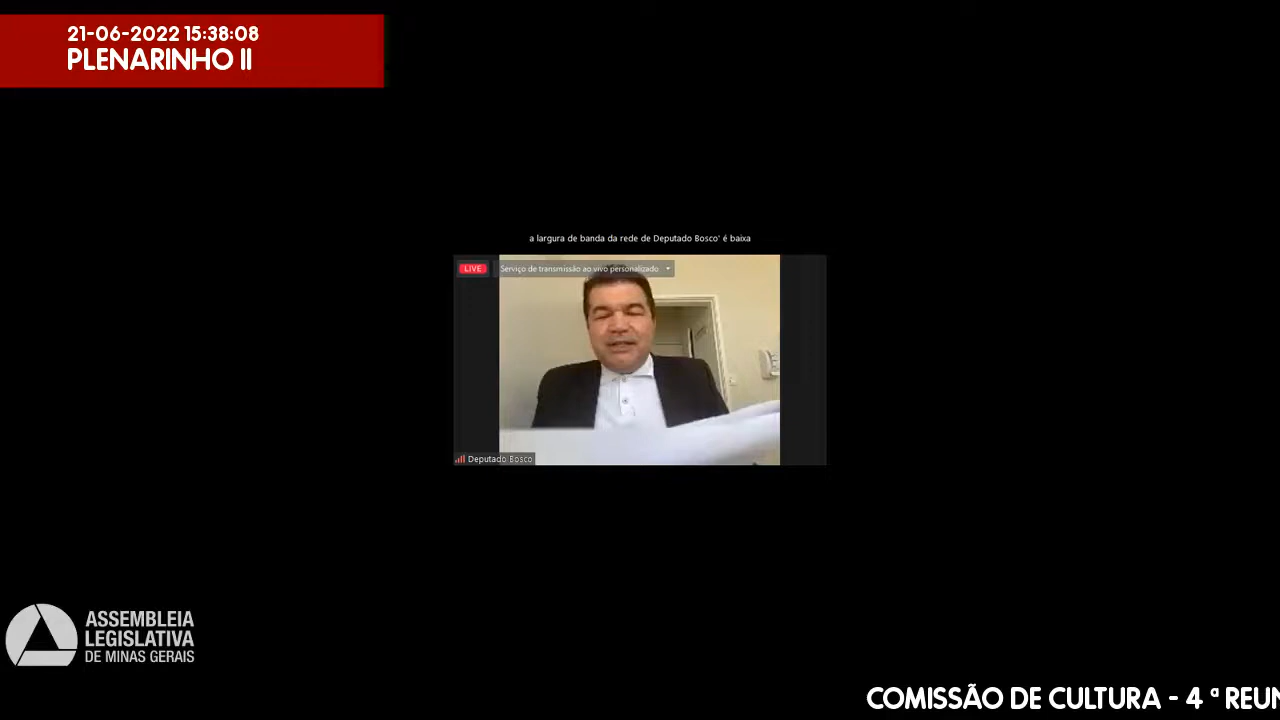 21-06-2022 15:38:08
PLENARINHO II
a largura de banda da rede de Deputado Bosco' é baixa
LIVE
Serviço de transmissão ao vivo personalizado
Deputado Bosco
ASSEMBLEIA
LEGISLATIVA
DE MINAS GERAIS
COMISSÃO DE CULTURA - 4 ª REUN